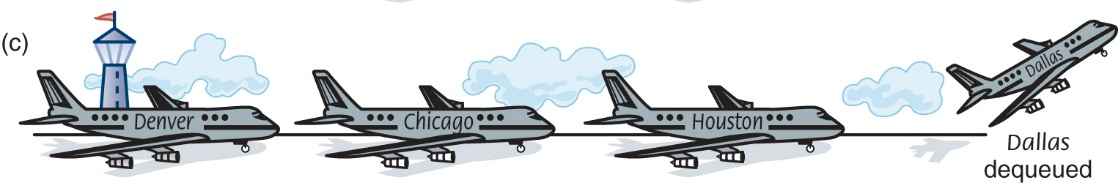 (c)
Denver
Chicago
Houston
Dallas
Dallas
dequeued